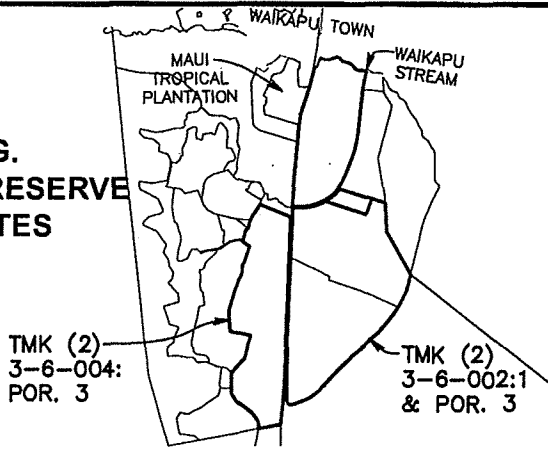 WAIKAPU TOWN
MAUI
TROPICAL
PLANTATION
WAIKAPU
STREAM
G.
RESERVE
TES
TMK (2)
3-6-004:
POR. 3
TMK (2)
3-6-002:1
& POR. 3